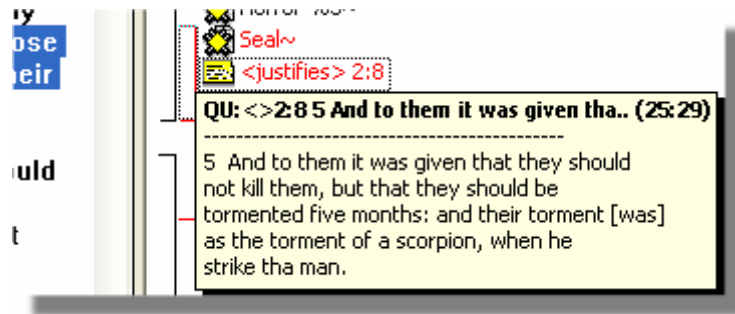 ose
eir
uld
t
Seal~
<justifies> 2:8
QU: <>2:8 5 And to them it was given tha.. (25:29)
---------------------------------------------
5 And to them it was given that they should
not kill them, but that they should be
tormented five months: and their torment [was]
as the torment of a scorpion, when he
strike tha man.